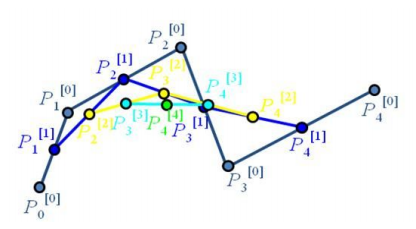 P₂^[0]
P₂^[1]
P₃^[2]
P₄^[3]
P₁^[0]
P₄^[2]
P₄^[0]
P₁^[1]
P₂^[2]
P₃^[3]
P₄^[4]
P₃^[1]
P₄^[1]
P₃^[0]
P₀^[0]